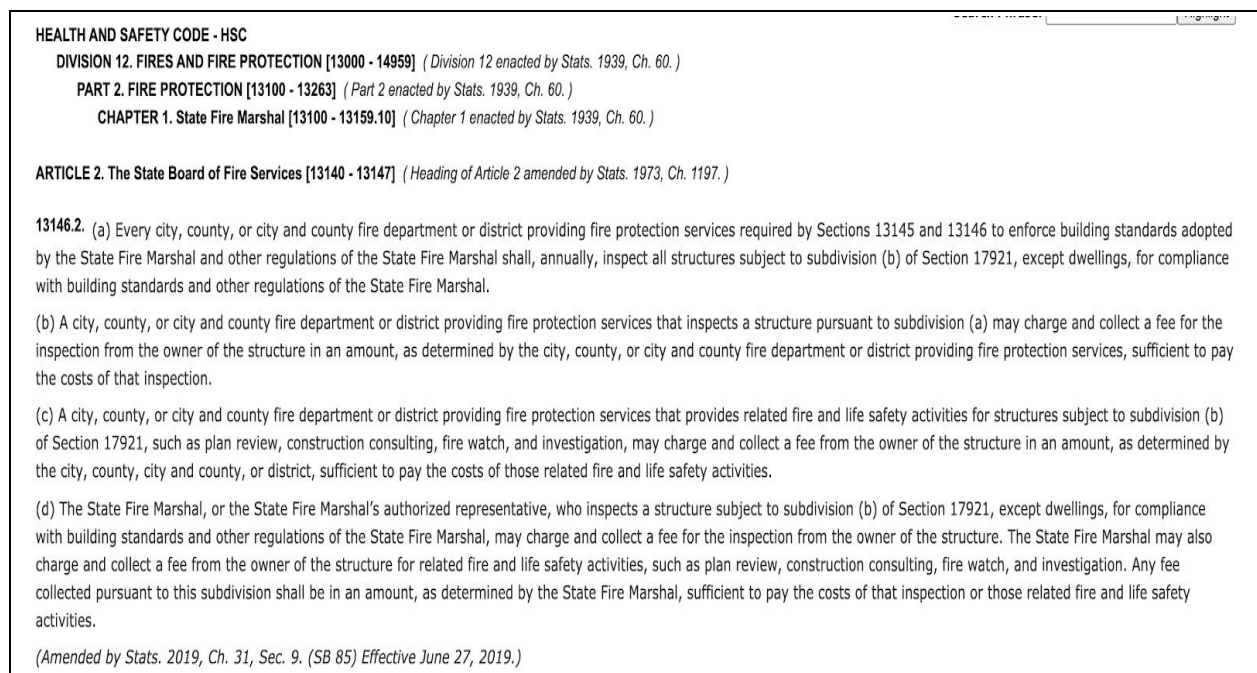 HEALTH AND SAFETY CODE - HSC
DIVISION 12. FIRES AND FIRE PROTECTION [13000 - 14959] ( Division 12 enacted by Stats. 1939, Ch. 60. )
PART 2. FIRE PROTECTION [13100 - 13263] ( Part 2 enacted by Stats. 1939, Ch. 60. )
CHAPTER 1. State Fire Marshal [13100 - 13159.10] ( Chapter 1 enacted by Stats. 1939, Ch. 60. )
ARTICLE 2. The State Board of Fire Services [13140 - 13147] ( Heading of Article 2 amended by Stats. 1973, Ch. 1197. )
13146.2. (a) Every city, county, or city and county fire department or district providing fire protection services required by Sections 13145 and 13146 to enforce building standards adopted
by the State Fire Marshal and other regulations of the State Fire Marshal shall, annually, inspect all structures subject to subdivision (b) of Section 17921, except dwellings, for compliance
with building standards and other regulations of the State Fire Marshal.
(b) A city, county, or city and county fire department or district providing fire protection services that inspects a structure pursuant to subdivision (a) may charge and collect a fee for the
inspection from the owner of the structure in an amount, as determined by the city, county, or city and county fire department or district providing fire protection services, sufficient to pay
the costs of that inspection.
(c) A city, county, or city and county fire department or district providing fire protection services that provides related fire and life safety activities for structures subject to subdivision (b)
of Section 17921, such as plan review, construction consulting, fire watch, and investigation, may charge and collect a fee from the owner of the structure in an amount, as determined by
the city, county, city and county, or district, sufficient to pay the costs of those related fire and life safety activities.
(d) The State Fire Marshal, or the State Fire Marshal's authorized representative, who inspects a structure subject to subdivision (b) of Section 17921, except dwellings, for compliance
with building standards and other regulations of the State Fire Marshal, may charge and collect a fee for the inspection from the owner of the structure. The State Fire Marshal may also
charge and collect a fee from the owner of the structure for related fire and life safety activities, such as plan review, construction consulting, fire watch, and investigation. Any fee
collected pursuant to this subdivision shall be in an amount, as determined by the State Fire Marshal, sufficient to pay the costs of that inspection or those related fire and life safety
activities.
(Amended by Stats. 2019, Ch. 31, Sec. 9. (SB 85) Effective June 27, 2019.)